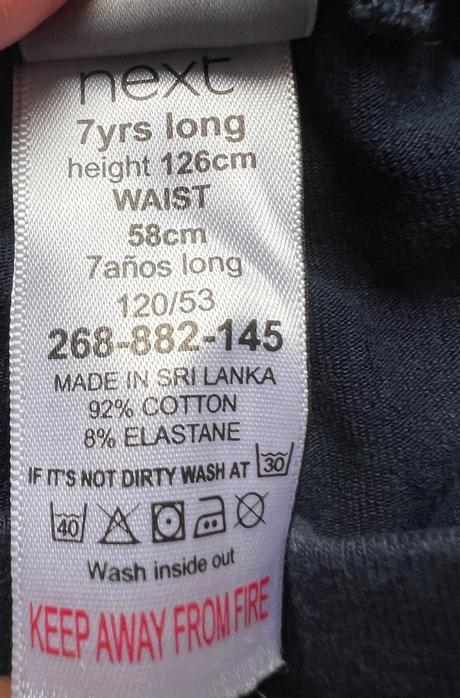 next
7yrs long
height 126cm
WAIST
58cm
7años long
120/53
268-882-145
MADE IN SRI LANKA
92% COTTON
8% ELASTANE
IF IT'S NOT DIRTY WASH AT 30
40
Wash inside out
KEEP AWAY FROM FIRE